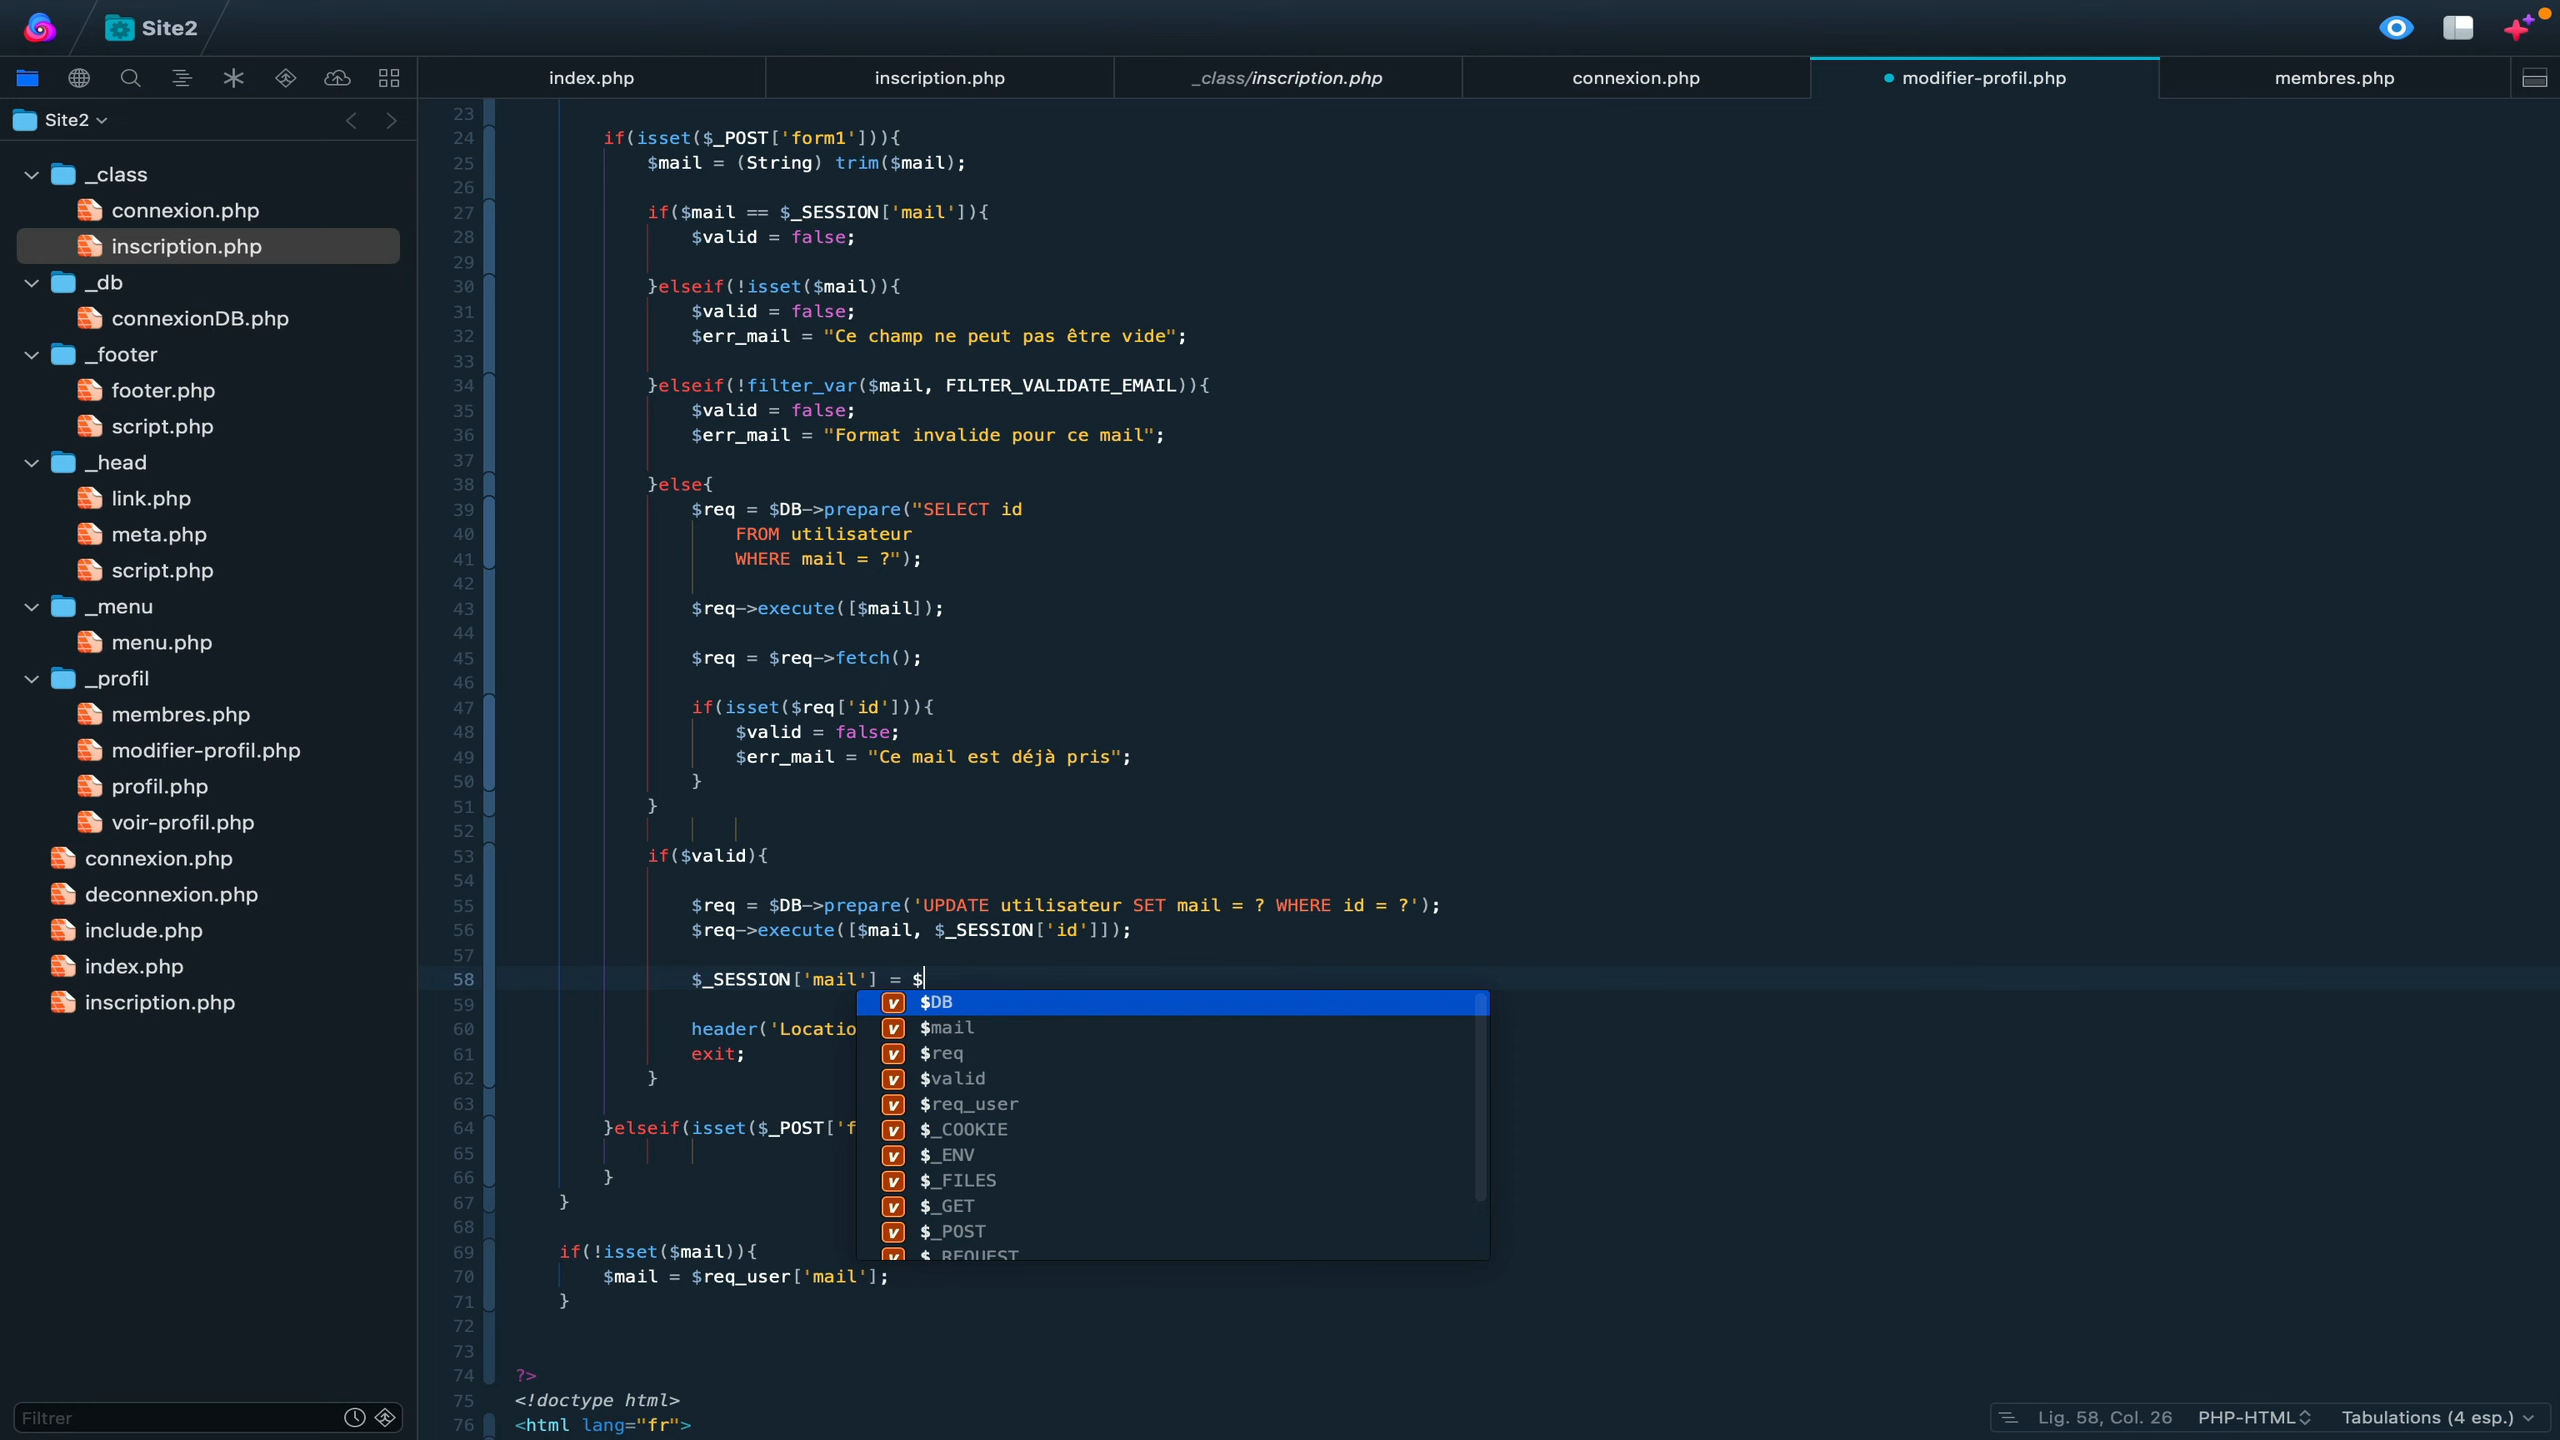 Site2
index.php
inscription.php
_class/inscription.php
connexion.php
modifier-profil.php
membres.php
Site2
_class
connexion.php
inscription.php
_db
connexionDB.php
_footer
footer.php
script.php
_head
link.php
meta.php
script.php
_menu
menu.php
_profil
membres.php
modifier-profil.php
profil.php
voir-profil.php
connexion.php
deconnexion.php
include.php
index.php
inscription.php
Filtrer
23
24 if(isset($_POST['form1'])){
25 $mail = (String) trim($mail);
26
27 if($mail == $_SESSION['mail']){
28 $valid = false;
29
30 }elseif(!isset($mail)){
31 $valid = false;
32 $err_mail = "Ce champ ne peut pas être vide";
33
34 }elseif(!filter_var($mail, FILTER_VALIDATE_EMAIL)){
35 $valid = false;
36 $err_mail = "Format invalide pour ce mail";
37
38 }else{
39 $req = $DB->prepare("SELECT id
40 FROM utilisateur
41 WHERE mail = ?");
42
43 $req->execute([$mail]);
44
45 $req = $req->fetch();
46
47 if(isset($req['id'])){
48 $valid = false;
49 $err_mail = "Ce mail est déjà pris";
50 }
51 }
52
53 if($valid){
54
55 $req = $DB->prepare('UPDATE utilisateur SET mail = ? WHERE id = ?');
56 $req->execute([$mail, $_SESSION['id']]);
57
58 $_SESSION['mail'] = $
59
60 header('Locatio
61 exit;
62 }
63
64 }elseif(isset($_POST['f
65
66 }
67 }
68
69 if(!isset($mail)){
70 $mail = $req_user['mail'];
71 }
72
73
74 ?>
75 <!doctype html>
76 <html lang="fr">
v $DB
v $mail
v $req
v $valid
v $req_user
v $_COOKIE
v $_ENV
v $_FILES
v $_GET
v $_POST
v $_REQUEST
Lig. 58, Col. 26 PHP-HTML Tabulations (4 esp.)